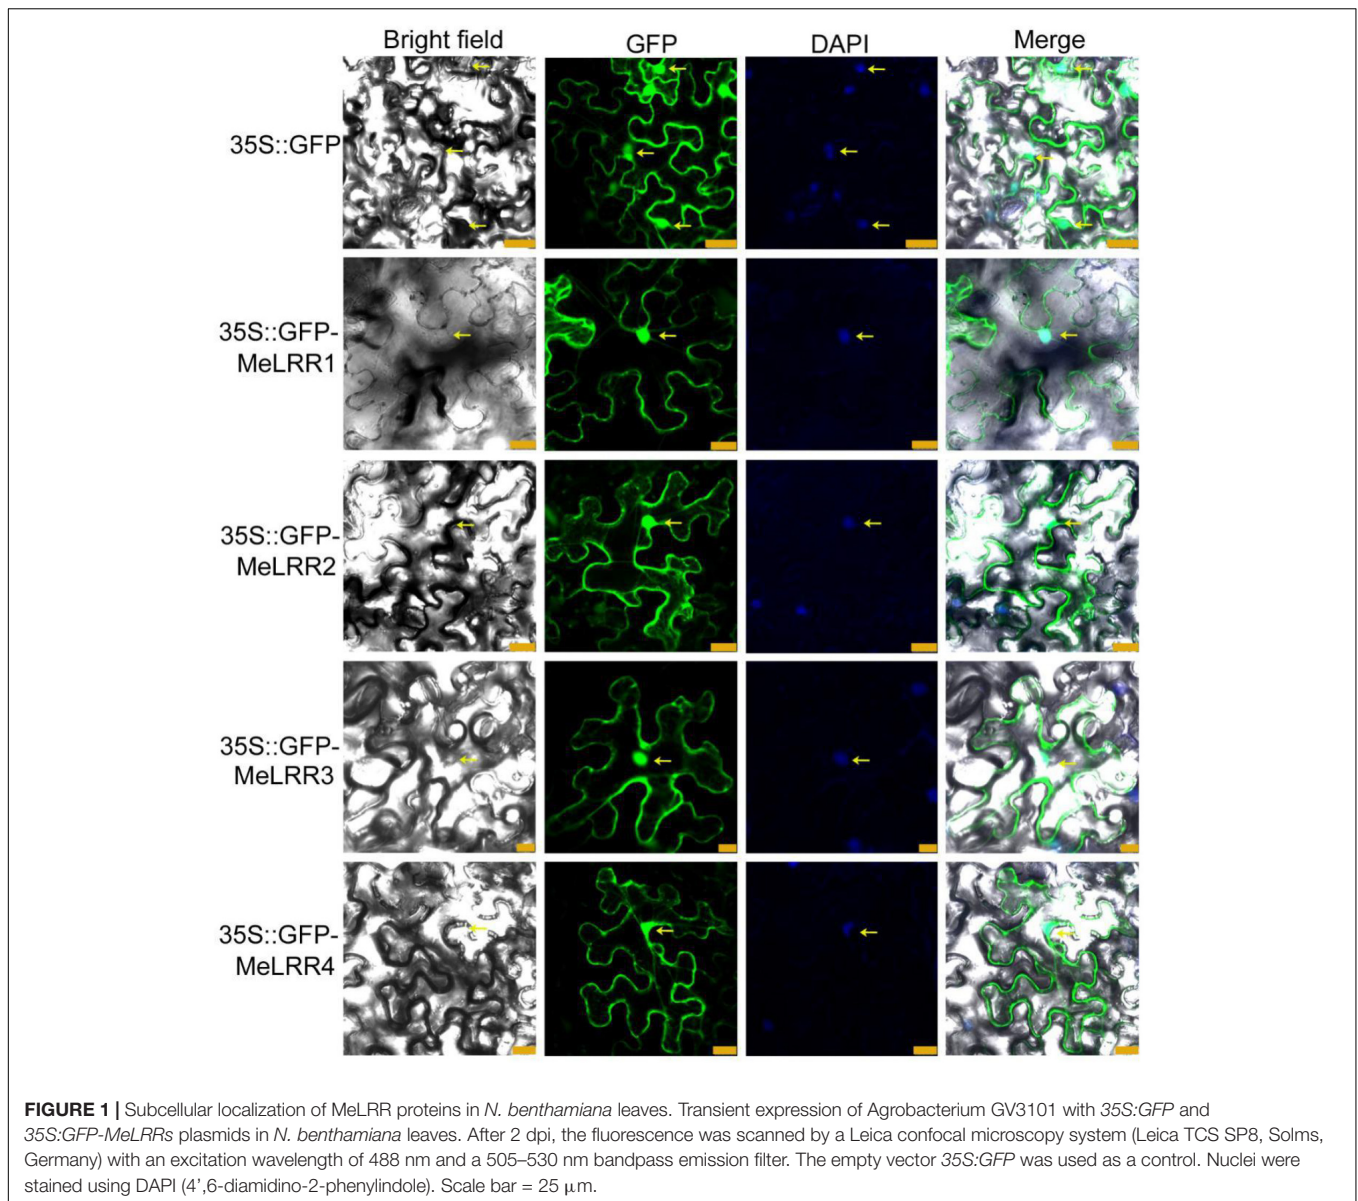 Bright field GFP DAPI Merge
35S::GFP
35S::GFP-
MeLRR1
35S::GFP-
MeLRR2
35S::GFP-
MeLRR3
35S::GFP-
MeLRR4
FIGURE 1 | Subcellular localization of MeLRR proteins in N. benthamiana leaves. Transient expression of Agrobacterium GV3101 with 35S:GFP and
35S:GFP-MeLRRs plasmids in N. benthamiana leaves. After 2 dpi, the fluorescence was scanned by a Leica confocal microscopy system (Leica TCS SP8, Solms,
Germany) with an excitation wavelength of 488 nm and a 505–530 nm bandpass emission filter. The empty vector 35S:GFP was used as a control. Nuclei were
stained using DAPI (4',6-diamidino-2-phenylindole). Scale bar = 25 μm.